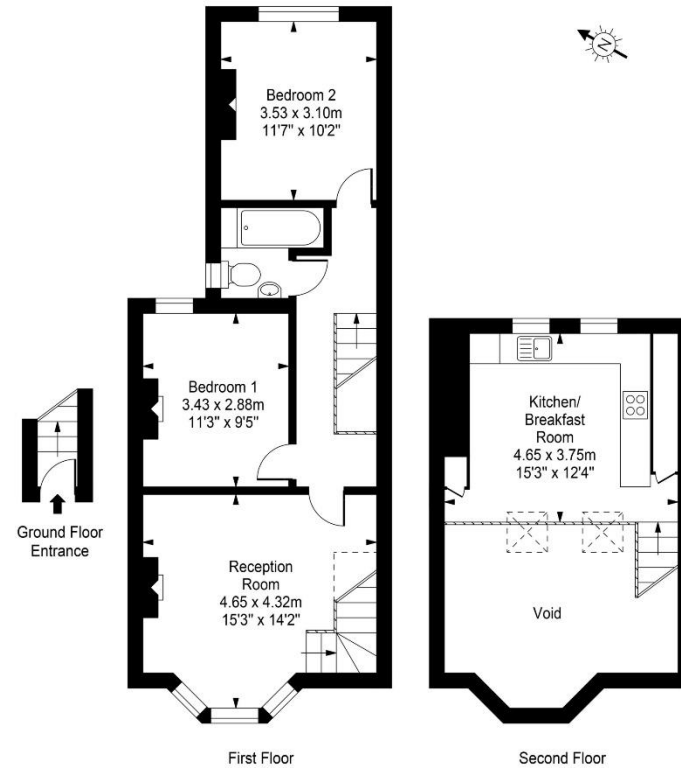 N
Bedroom 2
3.53 x 3.10m
11'7" x 10'2"
Bedroom 1
3.43 x 2.88m
11'3" x 9'5"
Kitchen/
Breakfast
Room
4.65 x 3.75m
15'3" x 12'4"
Ground Floor
Entrance
Reception
Room
4.65 x 4.32m
15'3" x 14'2"
Void
First Floor
Second Floor